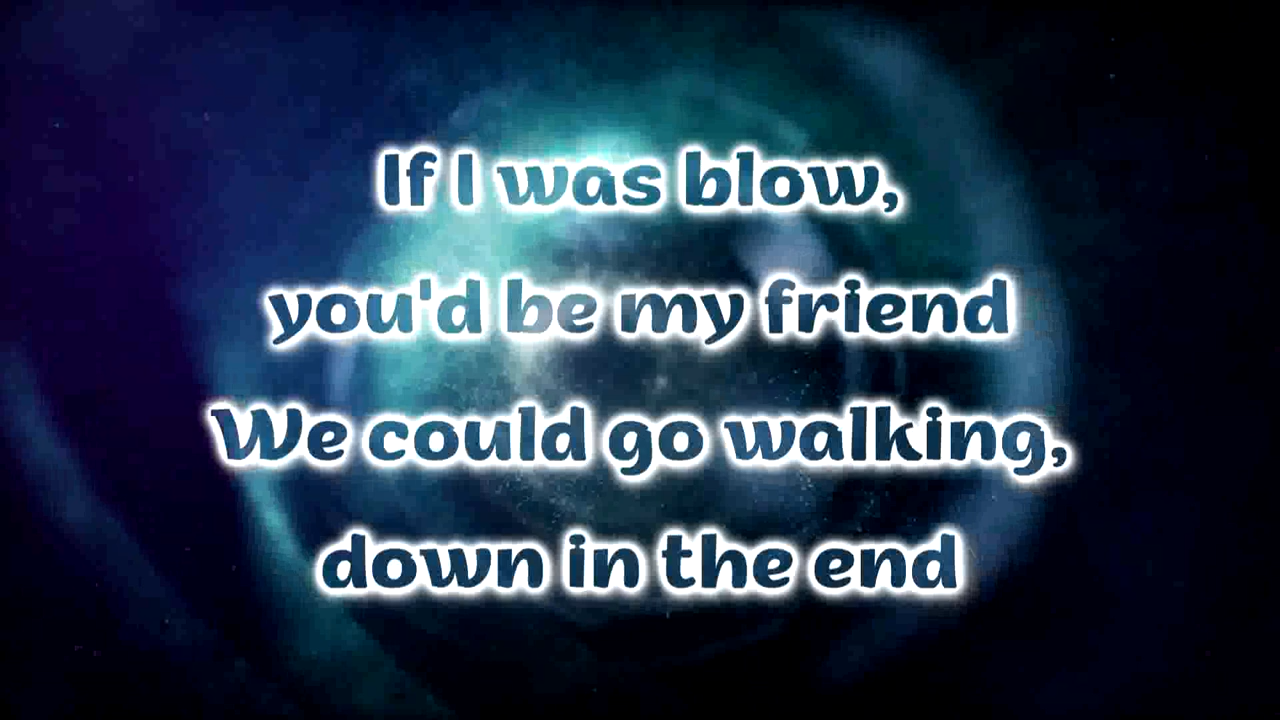 If I was blow,
you'd be my friend
We could go walking,
down in the end